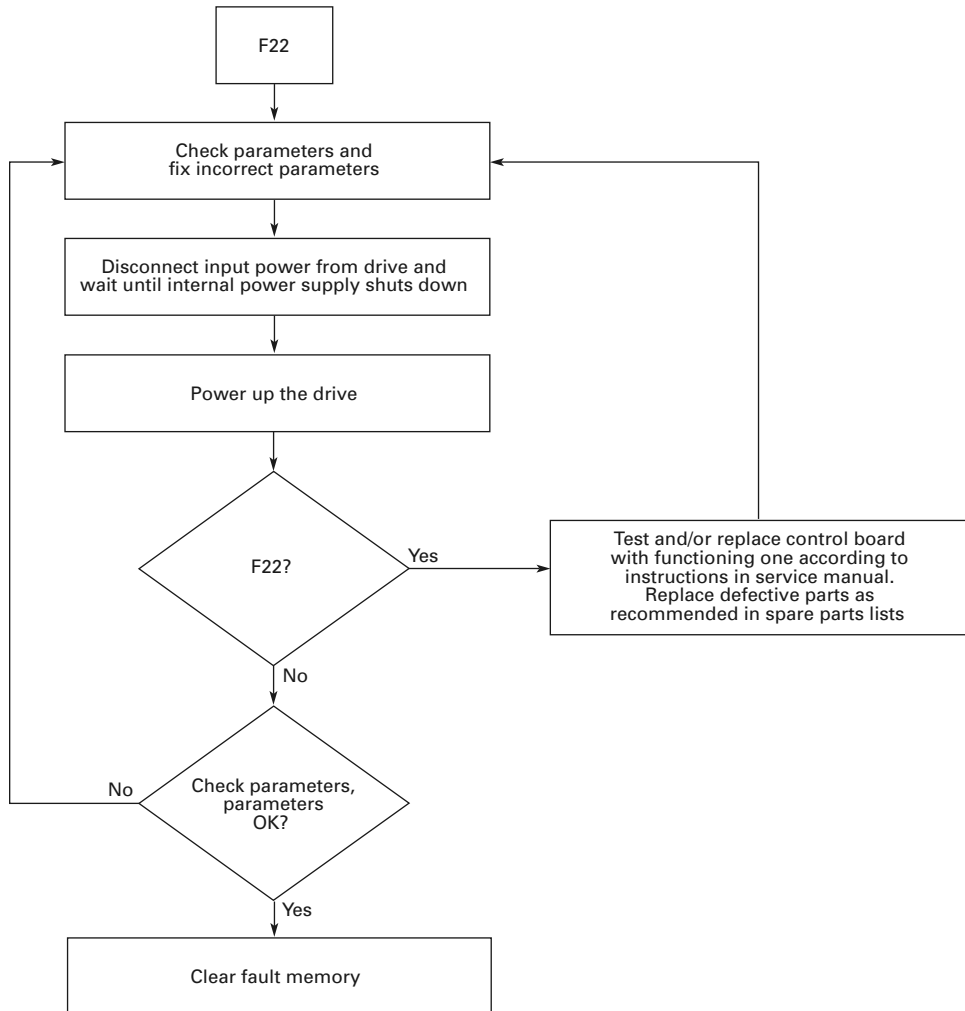 F22
Check parameters and
fix incorrect parameters
Disconnect input power from drive and
wait until internal power supply shuts down
Power up the drive
F22?
Yes
Test and/or replace control board
with functioning one according to
instructions in service manual.
Replace defective parts as
recommended in spare parts lists
No
Check parameters,
parameters
OK?
No
Yes
Clear fault memory